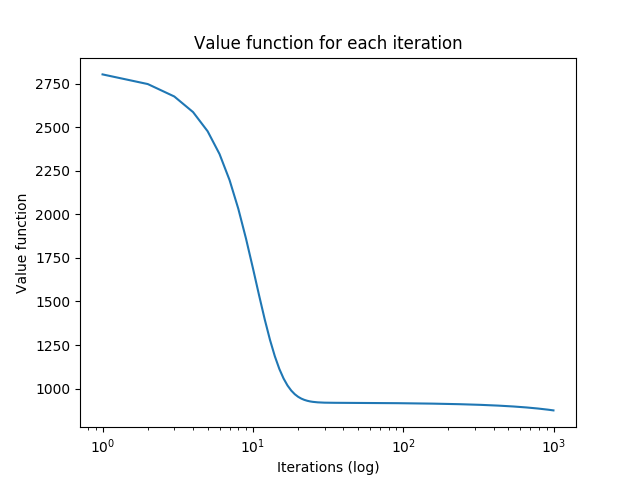 Value function for each iteration
2750
2500
2250
2000
1750
1500
1250
1000
Value function
10⁰ 10¹ 10² 10³
Iterations (log)